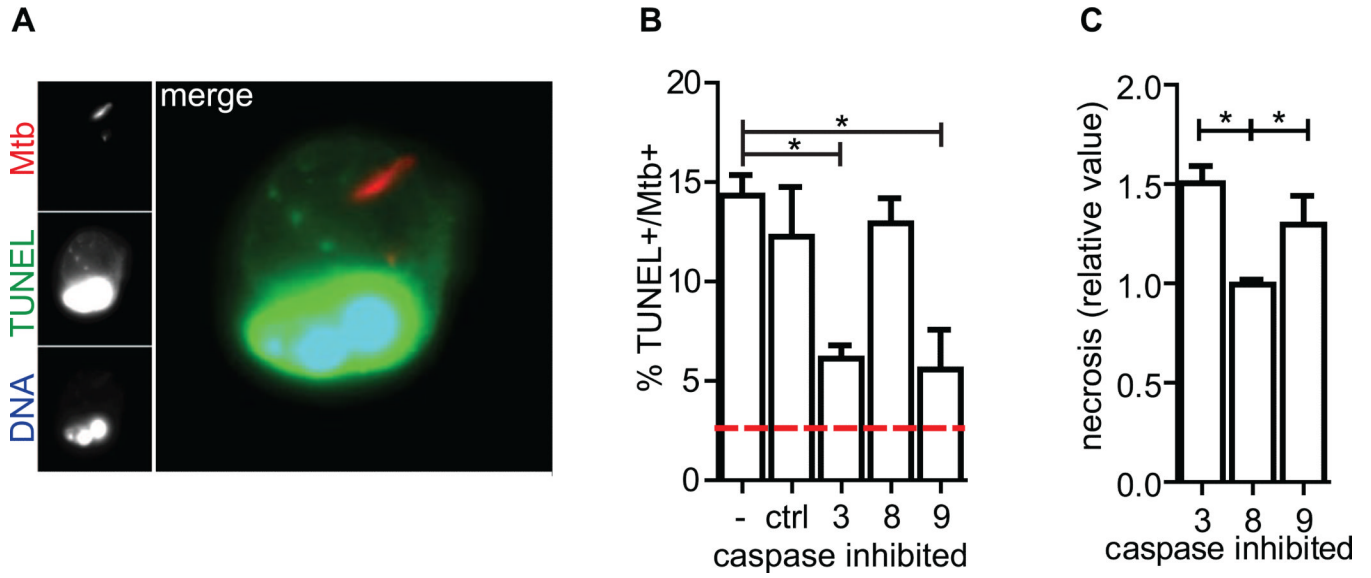 A
Mtb
TUNEL
DNA
merge
B
% TUNEL+/Mtb+
20
15
10
5
0
*
*
- ctrl 3 8 9
caspase inhibited
C
necrosis (relative value)
2.0
1.5
1.0
0.5
0.0
* *
3 8 9
caspase inhibited